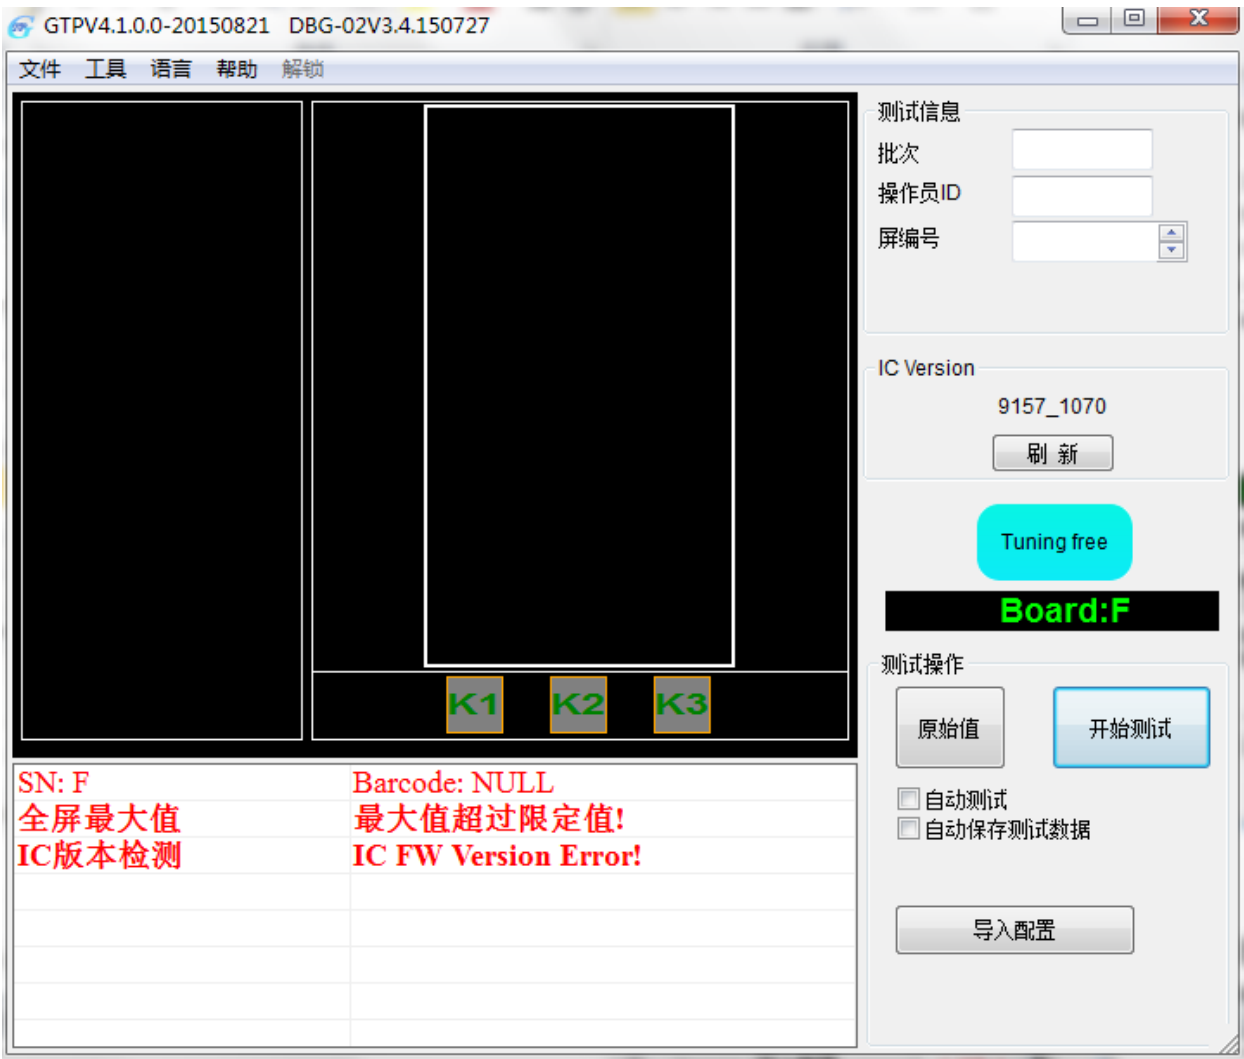 GTPV4.1.0.0-20150821 DBG-02V3.4.150727
文件 工具 语言 帮助 解锁
测试信息
批次
操作员ID
屏编号
IC Version
9157_1070
刷 新
Tuning free
Board:F
K1 K2 K3
测试操作
原始值 开始测试
自动测试
自动保存测试数据
导入配置
SN: F Barcode: NULL
全屏最大值 最大值超过限定值!
IC版本检测 IC FW Version Error!